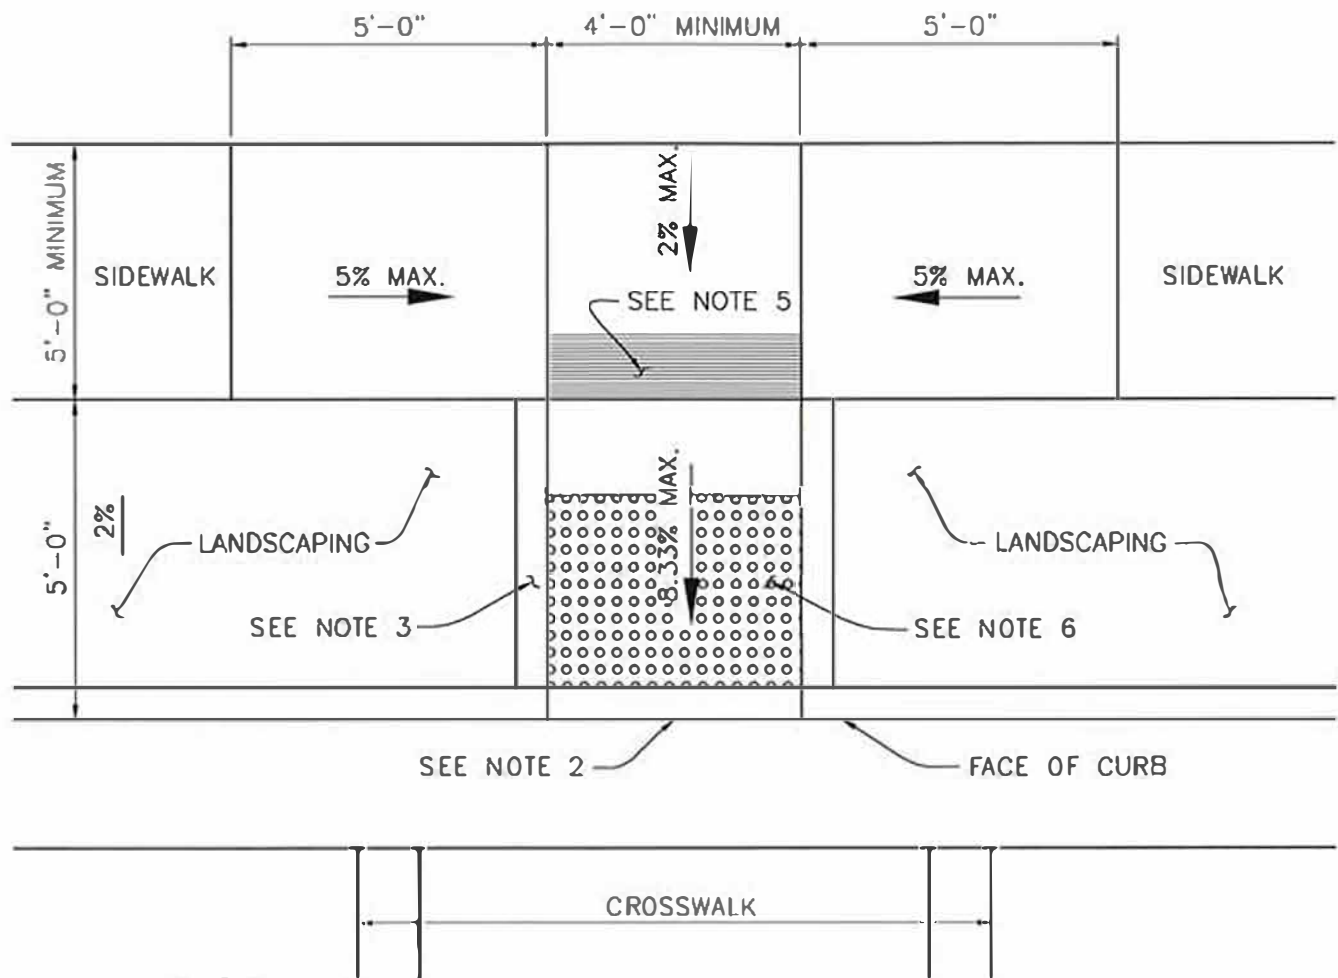 5'-0" 4'-0" MINIMUM 5'-0"
5'-0" MINIMUM
2% MAX.
SIDEWALK 5% MAX. 5% MAX. SIDEWALK
SEE NOTE 5
8.33% MAX.
5'-0"
2%
LANDSCAPING LANDSCAPING
SEE NOTE 3 SEE NOTE 6
SEE NOTE 2 FACE OF CURB
CROSSWALK